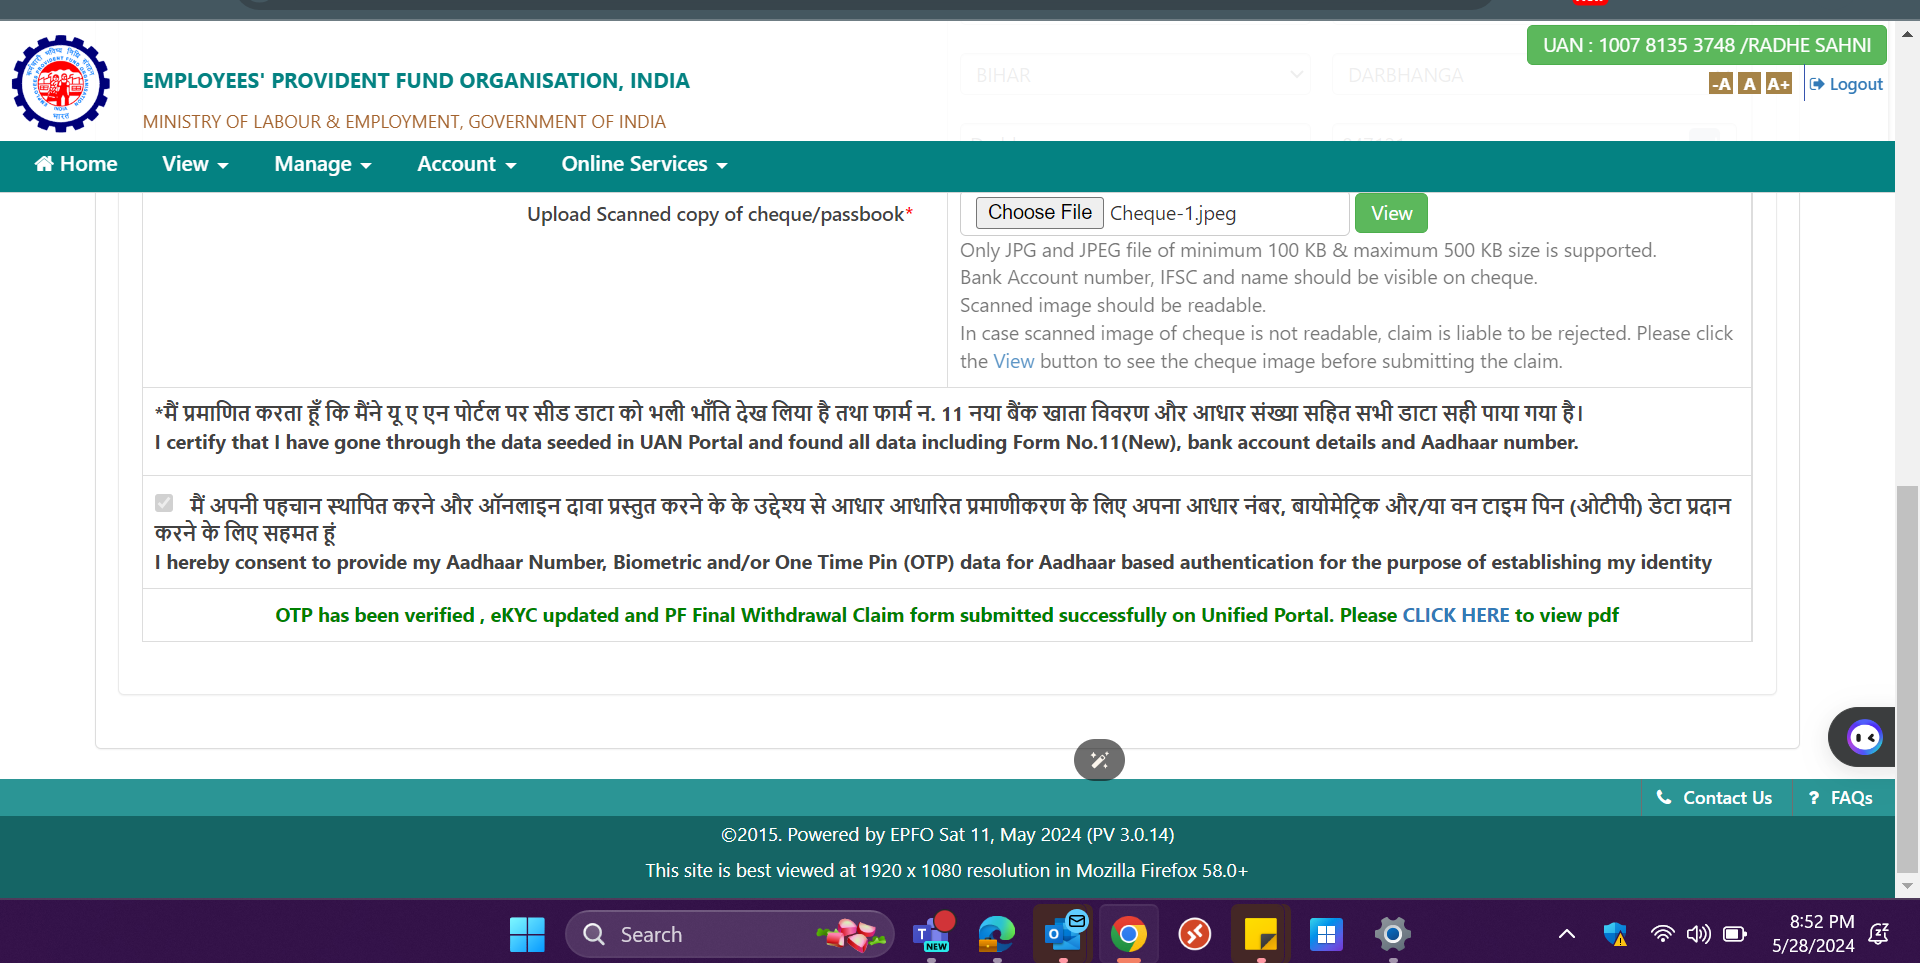 UAN : 1007 8135 3748 /RADHE SAHNI
EMPLOYEES' PROVIDENT FUND ORGANISATION, INDIA
BIHAR
DARBHANGA
-A A A+ Logout
MINISTRY OF LABOUR & EMPLOYMENT, GOVERNMENT OF INDIA
Home View Manage Account Online Services
Upload Scanned copy of cheque/passbook*
Choose File Cheque-1.jpeg View
Only JPG and JPEG file of minimum 100 KB & maximum 500 KB size is supported.
Bank Account number, IFSC and name should be visible on cheque.
Scanned image should be readable.
In case scanned image of cheque is not readable, claim is liable to be rejected. Please click
the View button to see the cheque image before submitting the claim.
*मैं प्रमाणित करता हूँ कि मैंने यू ए एन पोर्टल पर सीड डाटा को भली भाँति देख लिया है तथा फार्म न. 11 नया बैंक खाता विवरण और आधार संख्या सहित सभी डाटा सही पाया गया है।
I certify that I have gone through the data seeded in UAN Portal and found all data including Form No.11(New), bank account details and Aadhaar number.
मैं अपनी पहचान स्थापित करने और ऑनलाइन दावा प्रस्तुत करने के के उद्देश्य से आधार आधारित प्रमाणीकरण के लिए अपना आधार नंबर, बायोमेट्रिक और/या वन टाइम पिन (ओटीपी) डेटा प्रदान
करने के लिए सहमत हूं
I hereby consent to provide my Aadhaar Number, Biometric and/or One Time Pin (OTP) data for Aadhaar based authentication for the purpose of establishing my identity
OTP has been verified , eKYC updated and PF Final Withdrawal Claim form submitted successfully on Unified Portal. Please CLICK HERE to view pdf
Contact Us ? FAQs
©2015. Powered by EPFO Sat 11, May 2024 (PV 3.0.14)
This site is best viewed at 1920 x 1080 resolution in Mozilla Firefox 58.0+
Search
NEW
8:52 PM
5/28/2024